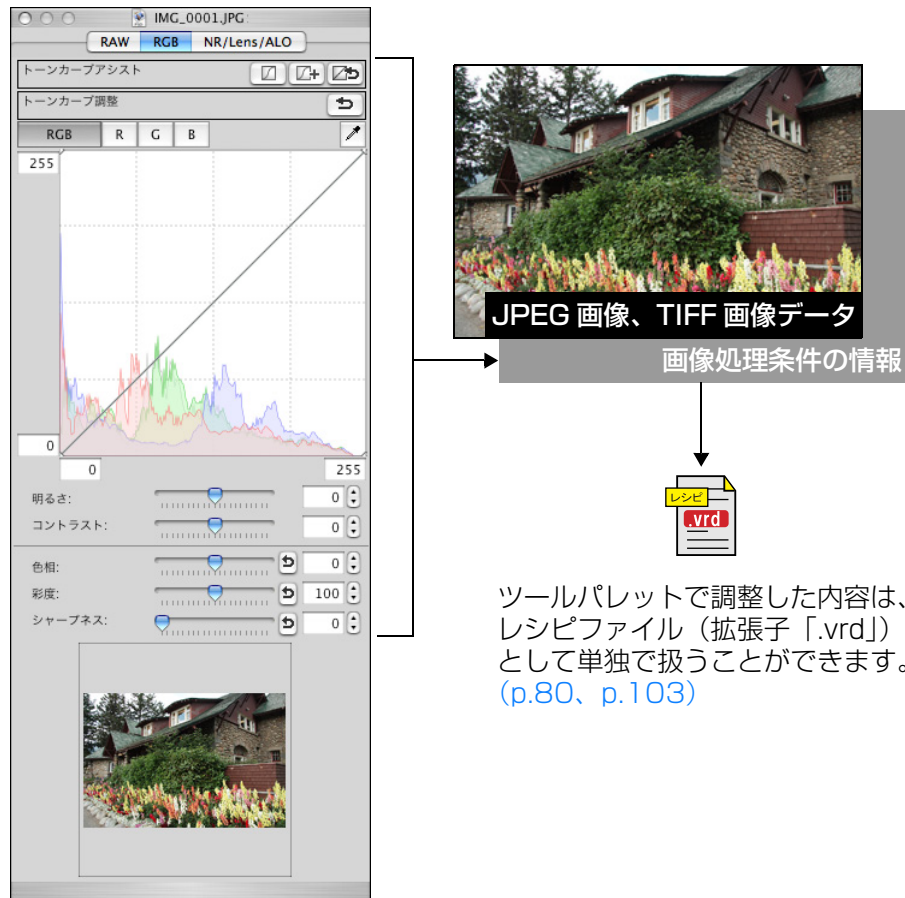 IMG_0001.JPG
RAW RGB NR/Lens/ALO
トーンカーブアシスト
トーンカーブ調整
RGB R G B
255
0
0 255
明るさ: 0
コントラスト: 0
色相: 0
彩度: 100
シャープネス: 0
JPEG 画像、TIFF 画像データ
画像処理条件の情報
レシピ
.vrd
ツールパレットで調整した内容は、
レシピファイル（拡張子「.vrd」）
として単独で扱うことができます。
（p.80、p.103）